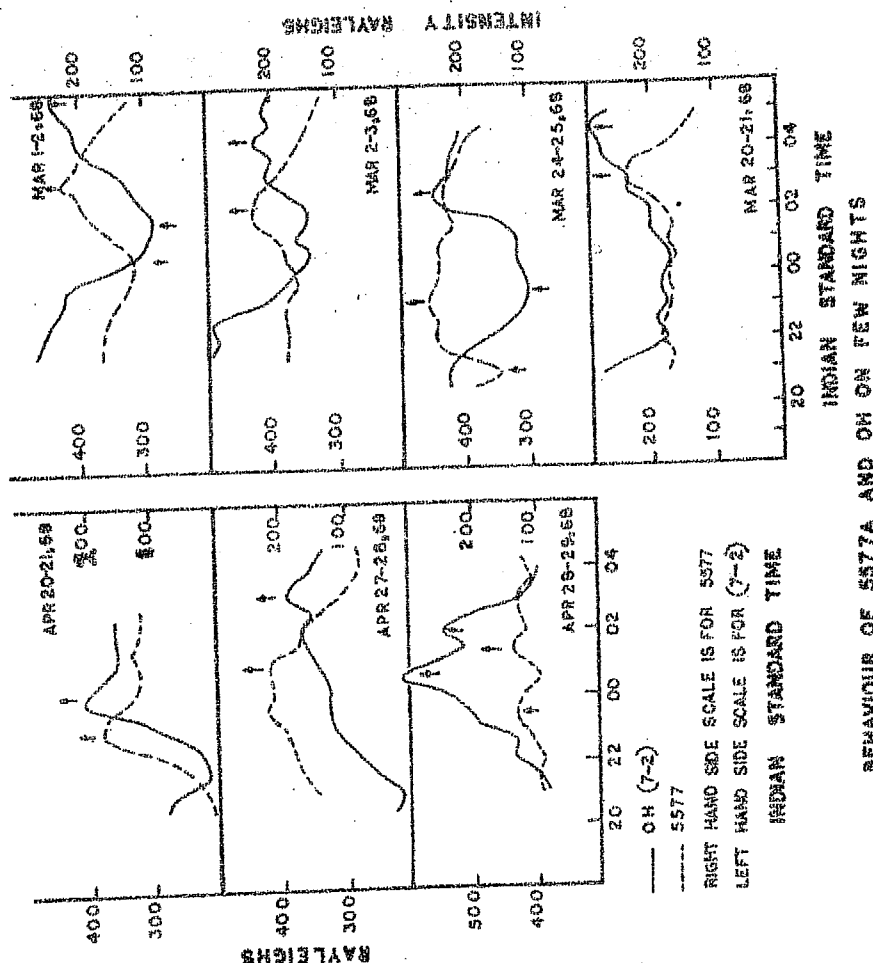 RAYLEIGHS
400
300
APR 20-21,68
400
300
200
100
APR 27-28,68
500
400
200
100
APR 28-29,68
20
22
00
02
04
INDIAN STANDARD TIME
OH (7-2)
5577
RIGHT HAND SIDE SCALE IS FOR 5577
LEFT HAND SIDE SCALE IS FOR (7-2)
INTENSITY RAYLEIGHS
400
300
200
100
MAR 1-2,68
400
300
200
100
MAR 2-3,68
400
300
200
100
MAR 24-25,68
200
100
200
100
MAR 20-21,68
20
22
00
02
04
INDIAN STANDARD TIME
BEHAVIOUR OF 5577A AND OH ON FEW NIGHTS